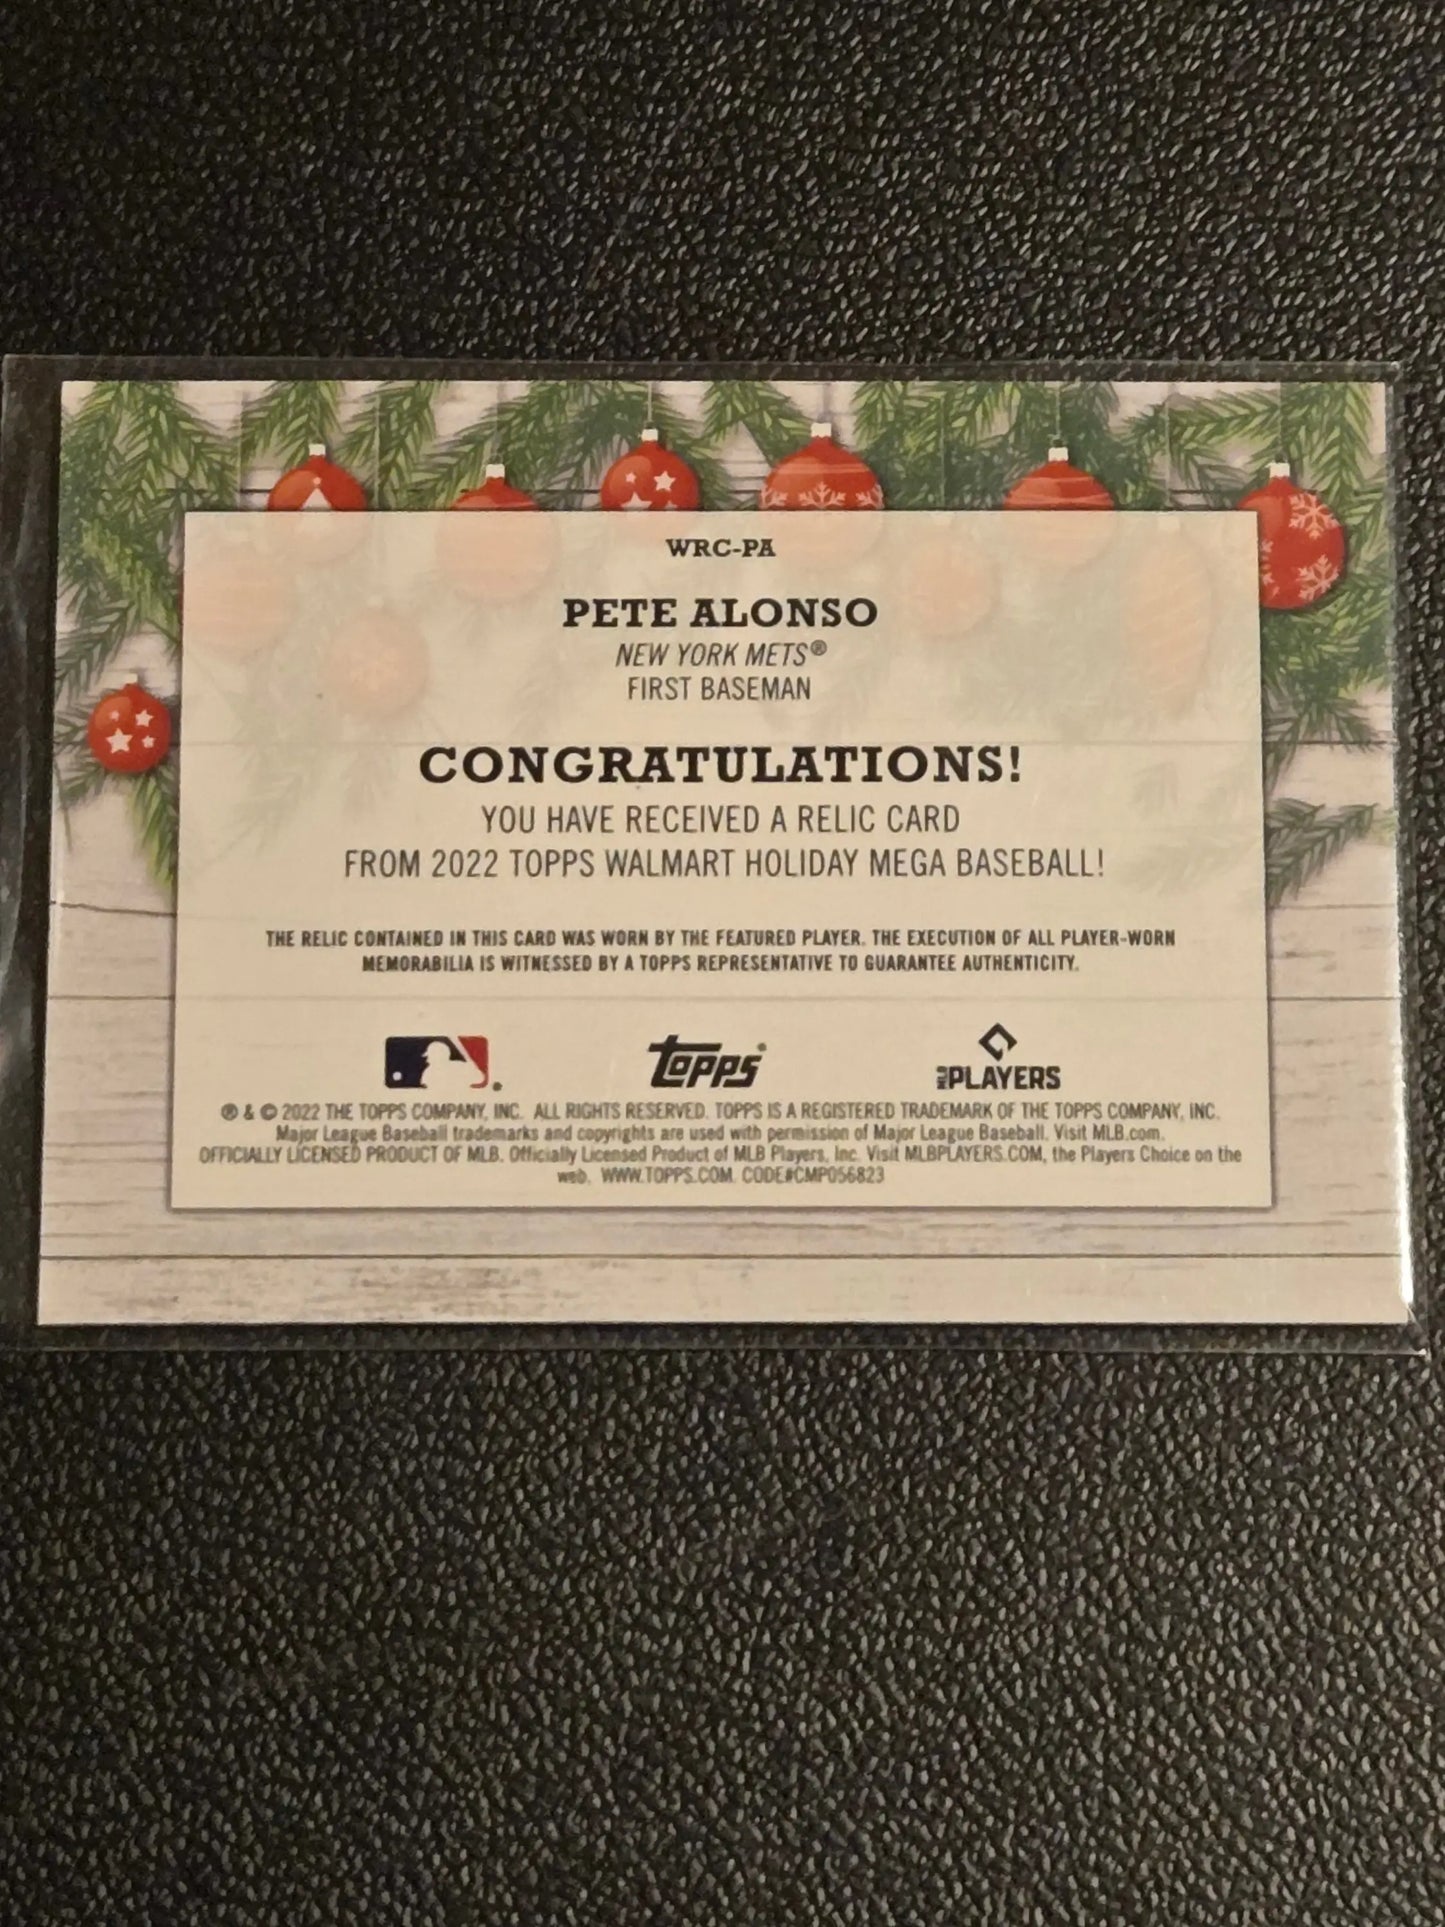 WRC-PA
PETE ALONSO
NEW YORK METS®
FIRST BASEMAN
CONGRATULATIONS!
YOU HAVE RECEIVED A RELIC CARD
FROM 2022 TOPPS WALMART HOLIDAY MEGA BASEBALL!
THE RELIC CONTAINED IN THIS CARD WAS WORN BY THE FEATURED PLAYER. THE EXECUTION OF ALL PLAYER-WORN
MEMORABILIA IS WITNESSED BY A TOPPS REPRESENTATIVE TO GUARANTEE AUTHENTICITY.
Topps® MLB PLAYERS
® & © 2022 THE TOPPS COMPANY, INC. ALL RIGHTS RESERVED. TOPPS IS A REGISTERED TRADEMARK OF THE TOPPS COMPANY, INC.
Major League Baseball trademarks and copyrights are used with permission of Major League Baseball. Visit MLB.com.
OFFICIALLY LICENSED PRODUCT OF MLB. Officially Licensed Product of MLB Players, Inc. Visit MLBPLAYERS.COM, the Players Choice on the
web. WWW.TOPPS.COM. CODE#CMP056823